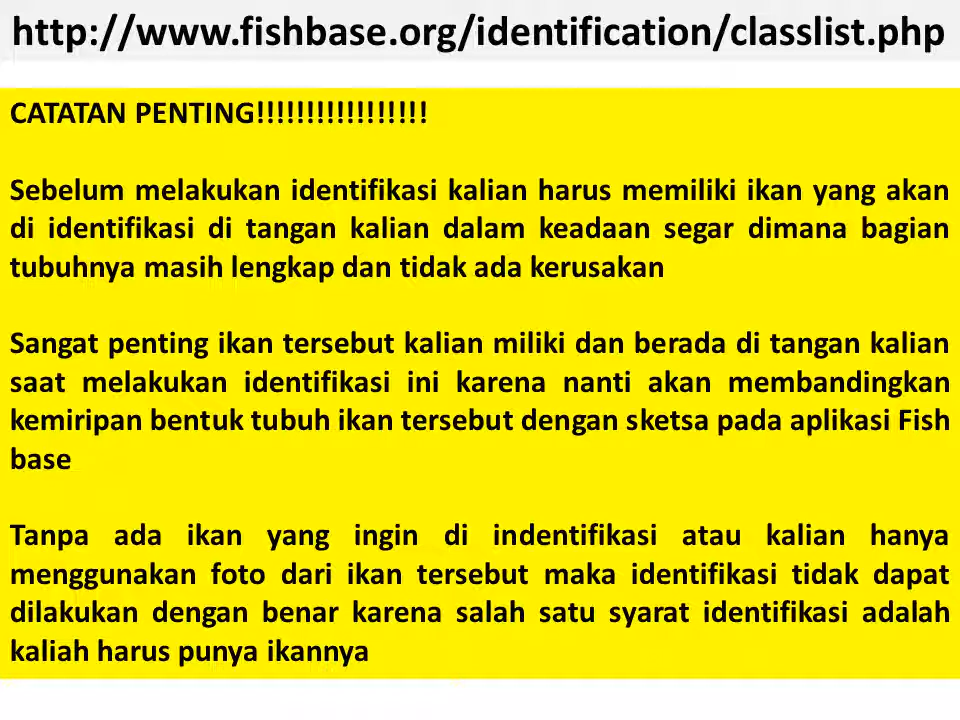 http://www.fishbase.org/identification/classlist.php
CATATAN PENTING!!!!!!!!!!!!!!!!!
Sebelum melakukan identifikasi kalian harus memiliki ikan yang akan
di identifikasi di tangan kalian dalam keadaan segar dimana bagian
tubuhnya masih lengkap dan tidak ada kerusakan
Sangat penting ikan tersebut kalian miliki dan berada di tangan kalian
saat melakukan identifikasi ini karena nanti akan membandingkan
kemiripan bentuk tubuh ikan tersebut dengan sketsa pada aplikasi Fish
base
Tanpa ada ikan yang ingin di indentifikasi atau kalian hanya
menggunakan foto dari ikan tersebut maka identifikasi tidak dapat
dilakukan dengan benar karena salah satu syarat identifikasi adalah
kaliah harus punya ikannya